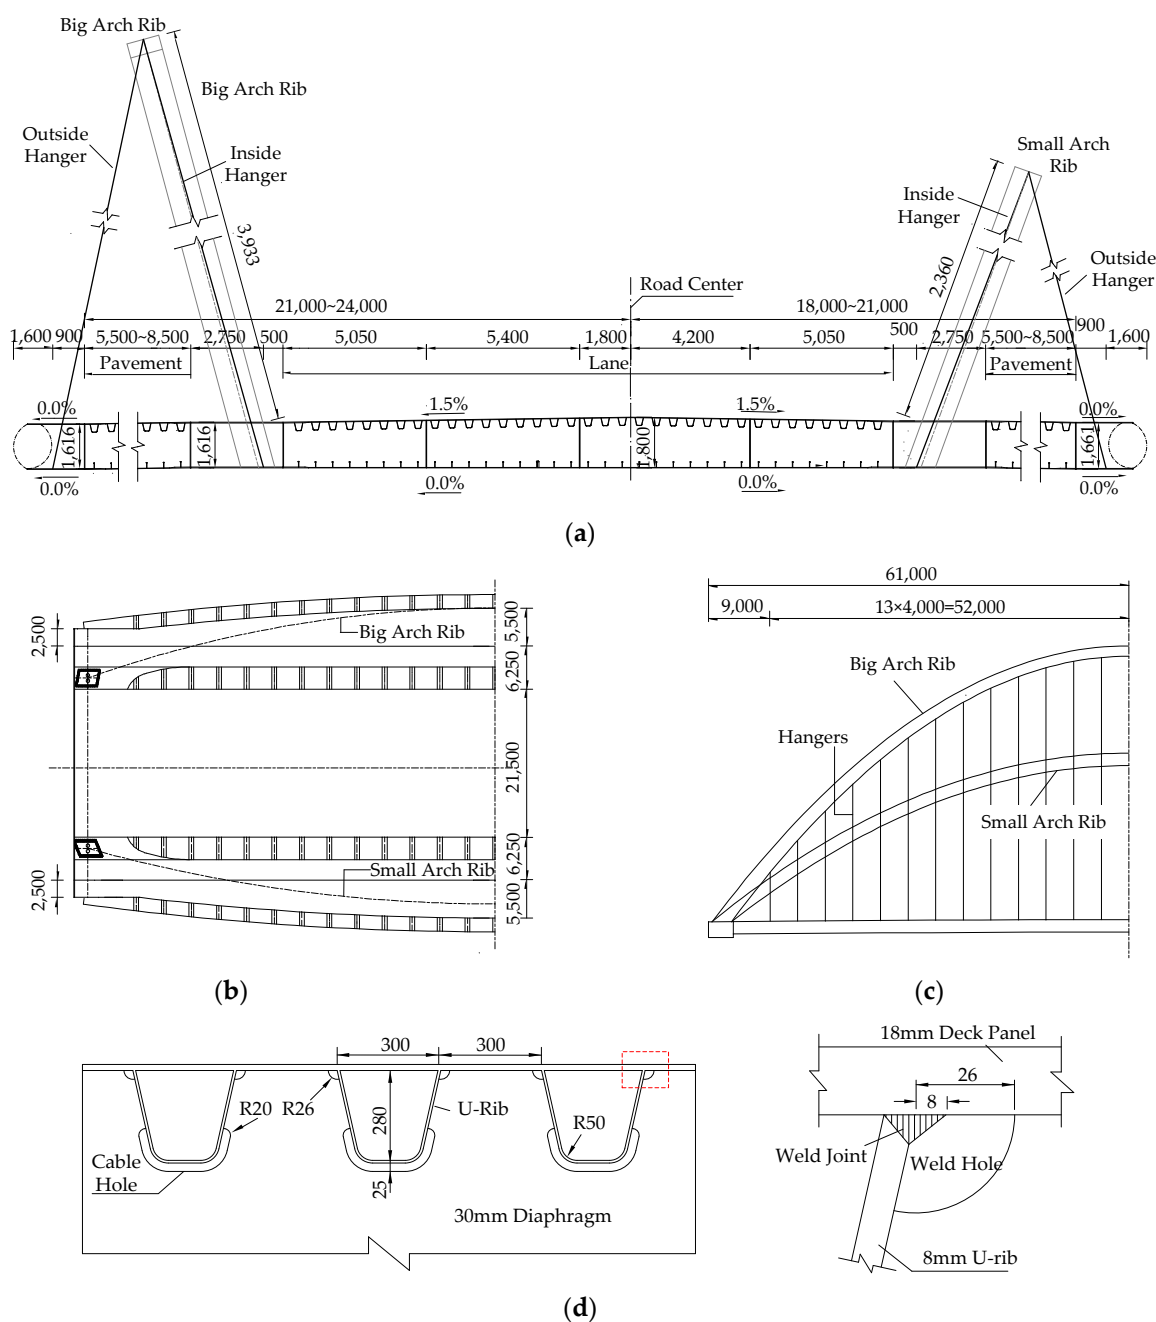 Big Arch Rib
Big Arch Rib
Outside
Hanger
Inside
Hanger
3,933
Small Arch
Rib
Inside
Hanger
2,360
Outside
Hanger
Road Center
21,000~24,000
18,000~21,000
1,600 900 5,500~8,500 2,750 500 5,050 5,400 1,800 4,200 5,050 500 2,750 5,500~8,500 900 1,600
Pavement
Lane
Pavement
0.0%
1.5%
1.5%
0.0%
1,616
1,616
1,800
1,661
0.0%
0.0%
0.0%
0.0%
(a)
2,500
Big Arch Rib
5,500
6,250
21,500
6,250
5,500
Small Arch Rib
2,500
(b)
61,000
9,000
13×4,000=52,000
Big Arch Rib
Hangers
Small Arch Rib
(c)
300
300
R20
R26
280
U-Rib
R50
Cable
Hole
25
30mm Diaphragm
18mm Deck Panel
26
8
Weld Joint
Weld Hole
8mm U-rib
(d)